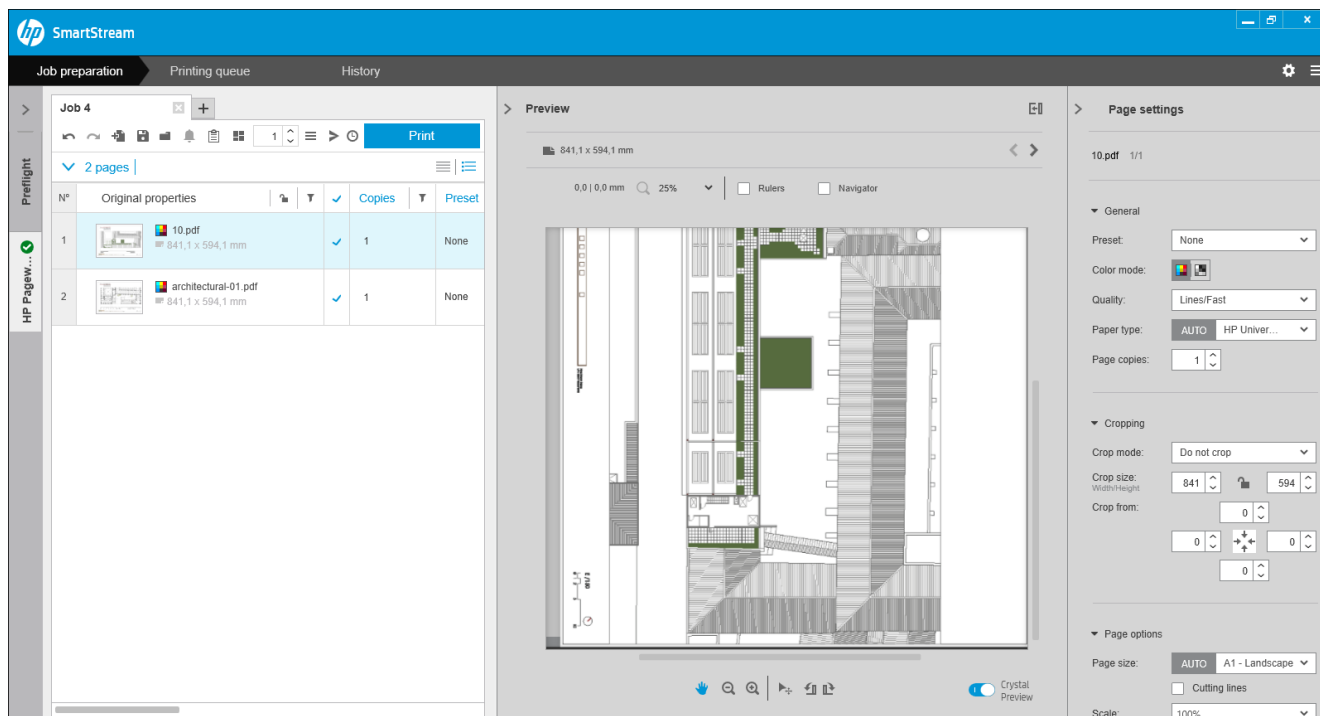 hp SmartStream
Job preparation Printing queue History
Job 4
1 Print
2 pages
Nº Original properties Copies Preset
1 10.pdf 841,1 x 594,1 mm 1 None
2 architectural-01.pdf 841,1 x 594,1 mm 1 None
Preflight
HP Pagew...
Preview
841,1 x 594,1 mm
0,0 | 0,0 mm 25% Rulers Navigator
Crystal
Preview
Page settings
10.pdf 1/1
General
Preset: None
Color mode:
Quality: Lines/Fast
Paper type: AUTO HP Univer...
Page copies: 1
Cropping
Crop mode: Do not crop
Crop size: 841 594
Width/Height
Crop from: 0
0 0
0
Page options
Page size: AUTO A1 - Landscape
Cutting lines
Scale: 100%